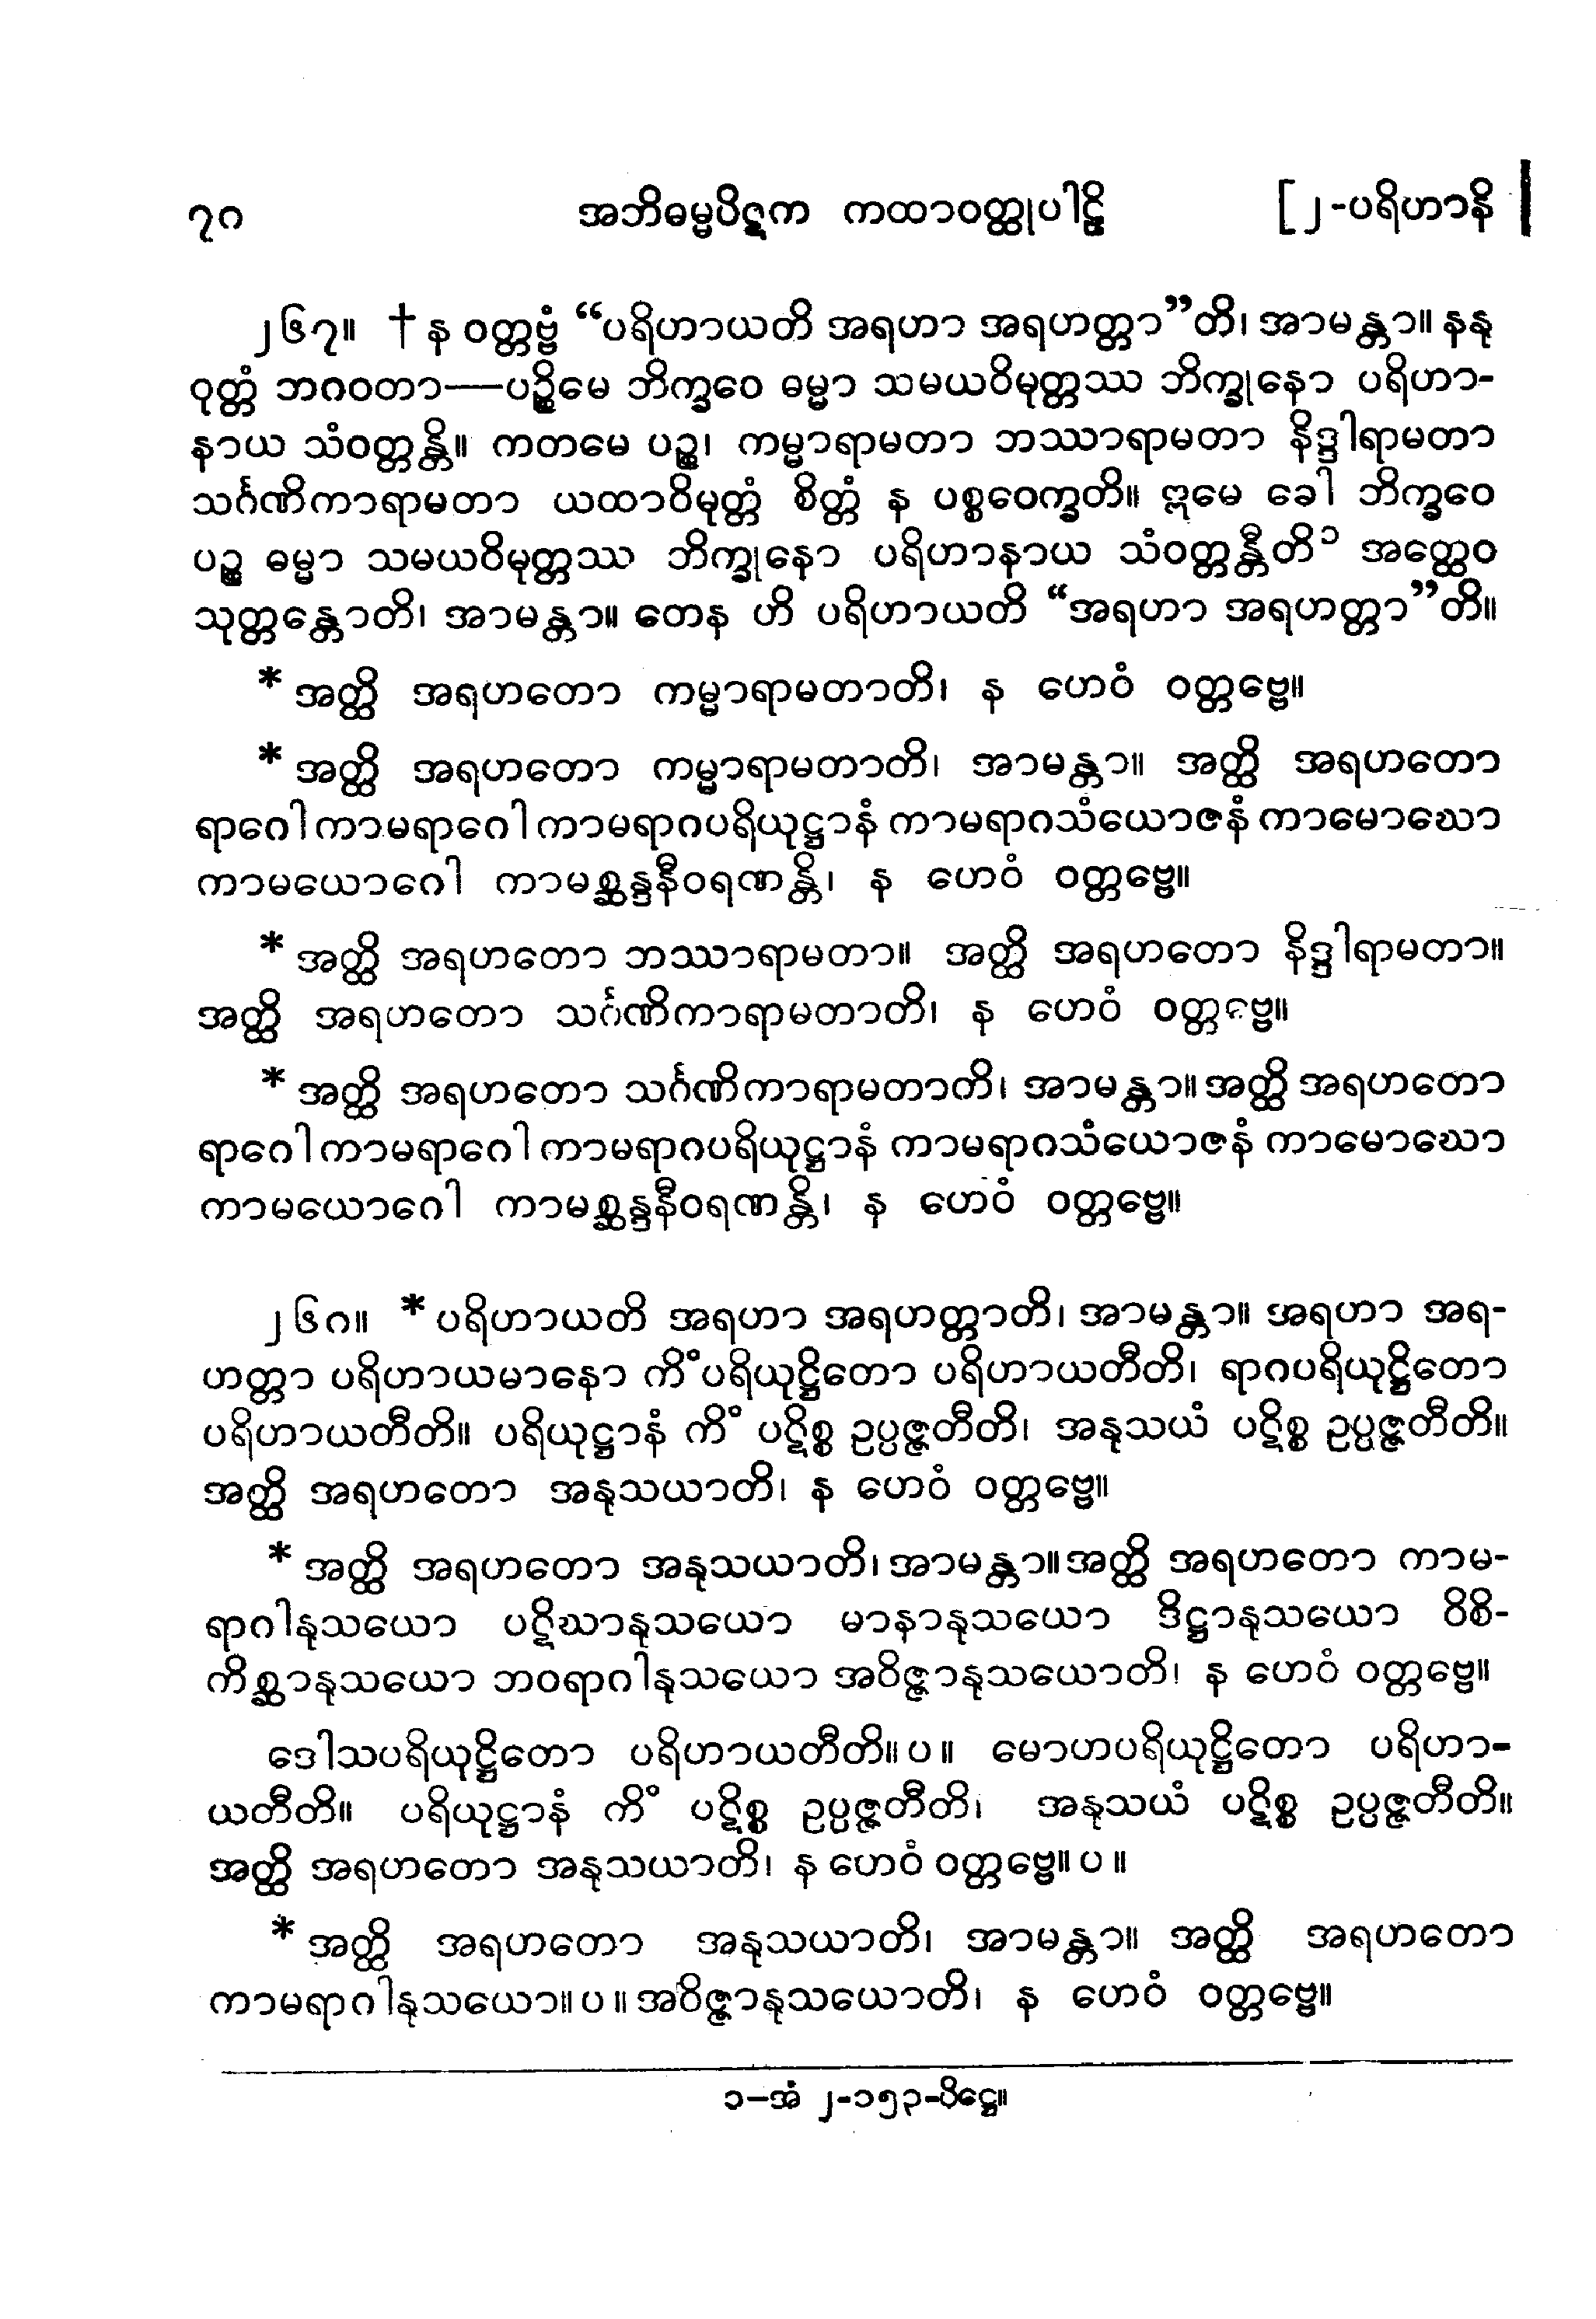 ၇၈ အဘိဓမ္မပိဋက ကထာဝတ္ထုပါဠိ [၂-ပရိဟာနိ
၂၆၇။ † န ဝတ္တဗ္ဗံ “ပရိဟာယတိ အရဟာ အရဟတ္တာ”တိ၊ အာမန္တာ။ နနု
ဝုတ္တံ ဘဂဝတာ—ပဉ္စိမေ ဘိက္ခဝေ ဓမ္မာ သမယဝိမုတ္တဿ ဘိက္ခုနော ပရိဟာ-
နာယ သံဝတ္တန္တိ။ ကတမေ ပဉ္စ၊ ကမ္မာရာမတာ ဘဿာရာမတာ နိဒ္ဒါရာမတာ
သင်္ဂဏိကာရာမတာ ယထာဝိမုတ္တံ စိတ္တံ န ပစ္စဝေက္ခတိ။ ဣမေ ခေါ ဘိက္ခဝေ
ပဉ္စ ဓမ္မာ သမယဝိမုတ္တဿ ဘိက္ခုနော ပရိဟာနာယ သံဝတ္တန္တီတိ ၁ အတ္ထေဝ
သုတ္တန္တောတိ၊ အာမန္တာ။ တေန ဟိ ပရိဟာယတိ “အရဟာ အရဟတ္တာ”တိ။
* အတ္ထိ အရဟတော ကမ္မာရာမတာတိ၊ န ဟေဝံ ဝတ္တဗ္ဗေ။
* အတ္ထိ အရဟတော ကမ္မာရာမတာတိ၊ အာမန္တာ။ အတ္ထိ အရဟတော
ရာဂေါ ကာမရာဂေါ ကာမရာဂပရိယုဋ္ဌာနံ ကာမရာဂသံယောဇနံ ကာမောဃော
ကာမယောဂေါ ကာမစ္ဆန္ဒနီဝရဏန္တိ၊ န ဟေဝံ ဝတ္တဗ္ဗေ။
* အတ္ထိ အရဟတော ဘဿာရာမတာ။ အတ္ထိ အရဟတော နိဒ္ဒါရာမတာ။
အတ္ထိ အရဟတော သင်္ဂဏိကာရာမတာတိ၊ န ဟေဝံ ဝတ္တဗ္ဗေ။
* အတ္ထိ အရဟတော သင်္ဂဏိကာရာမတာတိ၊ အာမန္တာ။ အတ္ထိ အရဟတော
ရာဂေါ ကာမရာဂေါ ကာမရာဂပရိယုဋ္ဌာနံ ကာမရာဂသံယောဇနံ ကာမောဃော
ကာမယောဂေါ ကာမစ္ဆန္ဒနီဝရဏန္တိ၊ န ဟေဝံ ဝတ္တဗ္ဗေ။
၂၆၈။ * ပရိဟာယတိ အရဟာ အရဟတ္တာတိ၊ အာမန္တာ။ အရဟာ အရ-
ဟတ္တာ ပရိဟာယမာနော ကိံပရိယုဋ္ဌိတော ပရိဟာယတီတိ၊ ရာဂပရိယုဋ္ဌိတော
ပရိဟာယတီတိ။ ပရိယုဋ္ဌာနံ ကိံ ပဋိစ္စ ဥပ္ပဇ္ဇတီတိ၊ အနုသယံ ပဋိစ္စ ဥပ္ပဇ္ဇတီတိ။
အတ္ထိ အရဟတော အနုသယာတိ၊ န ဟေဝံ ဝတ္တဗ္ဗေ။
* အတ္ထိ အရဟတော အနုသယာတိ၊ အာမန္တာ။ အတ္ထိ အရဟတော ကာမ-
ရာဂါနုသယော ပဋိဃာနုသယော မာနာနုသယော ဒိဋ္ဌာနုသယော ဝိစိ-
ကိစ္ဆာနုသယော ဘဝရာဂါနုသယော အဝိဇ္ဇာနုသယောတိ၊ န ဟေဝံ ဝတ္တဗ္ဗေ။
ဒေါသပရိယုဋ္ဌိတော ပရိဟာယတီတိ။ ပ ။ မောဟပရိယုဋ္ဌိတော ပရိဟာ-
ယတီတိ။ ပရိယုဋ္ဌာနံ ကိံ ပဋိစ္စ ဥပ္ပဇ္ဇတီတိ၊ အနုသယံ ပဋိစ္စ ဥပ္ပဇ္ဇတီတိ။
အတ္ထိ အရဟတော အနုသယာတိ၊ န ဟေဝံ ဝတ္တဗ္ဗေ။ ပ ။
* အတ္ထိ အရဟတော အနုသယာတိ၊ အာမန္တာ။ အတ္ထိ အရဟတော
ကာမရာဂါနုသယော။ ပ ။ အဝိဇ္ဇာနုသယောတိ၊ န ဟေဝံ ဝတ္တဗ္ဗေ။
၁–အံ ၂-၁၅၃-ပိဋ္ဌေ။